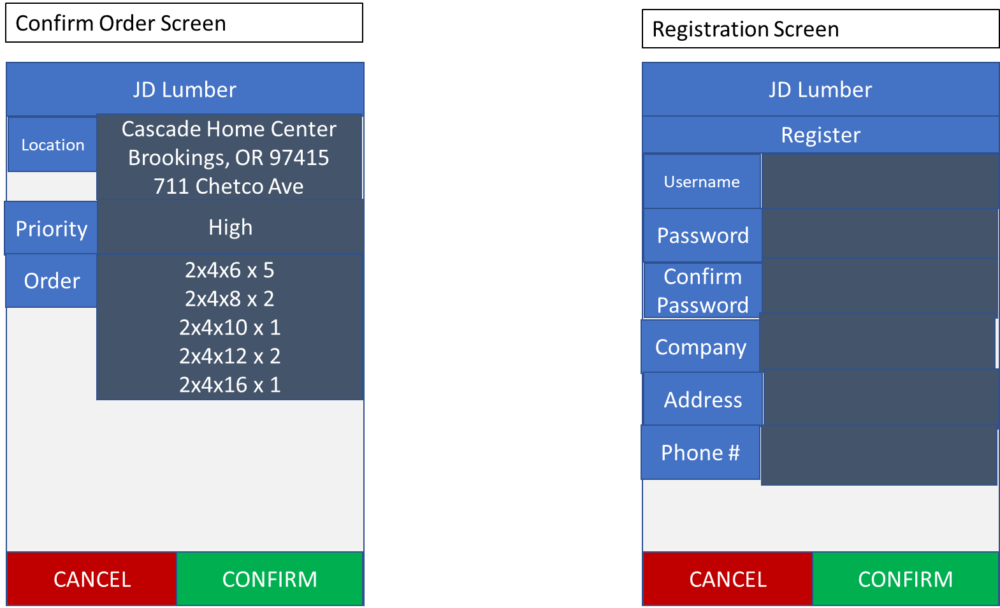 Confirm Order Screen
JD Lumber
Location
Cascade Home Center
Brookings, OR 97415
711 Chetco Ave
Priority
High
Order
2x4x6 x 5
2x4x8 x 2
2x4x10 x 1
2x4x12 x 2
2x4x16 x 1
CANCEL
CONFIRM
Registration Screen
JD Lumber
Register
Username
Password
Confirm
Password
Company
Address
Phone #
CANCEL
CONFIRM